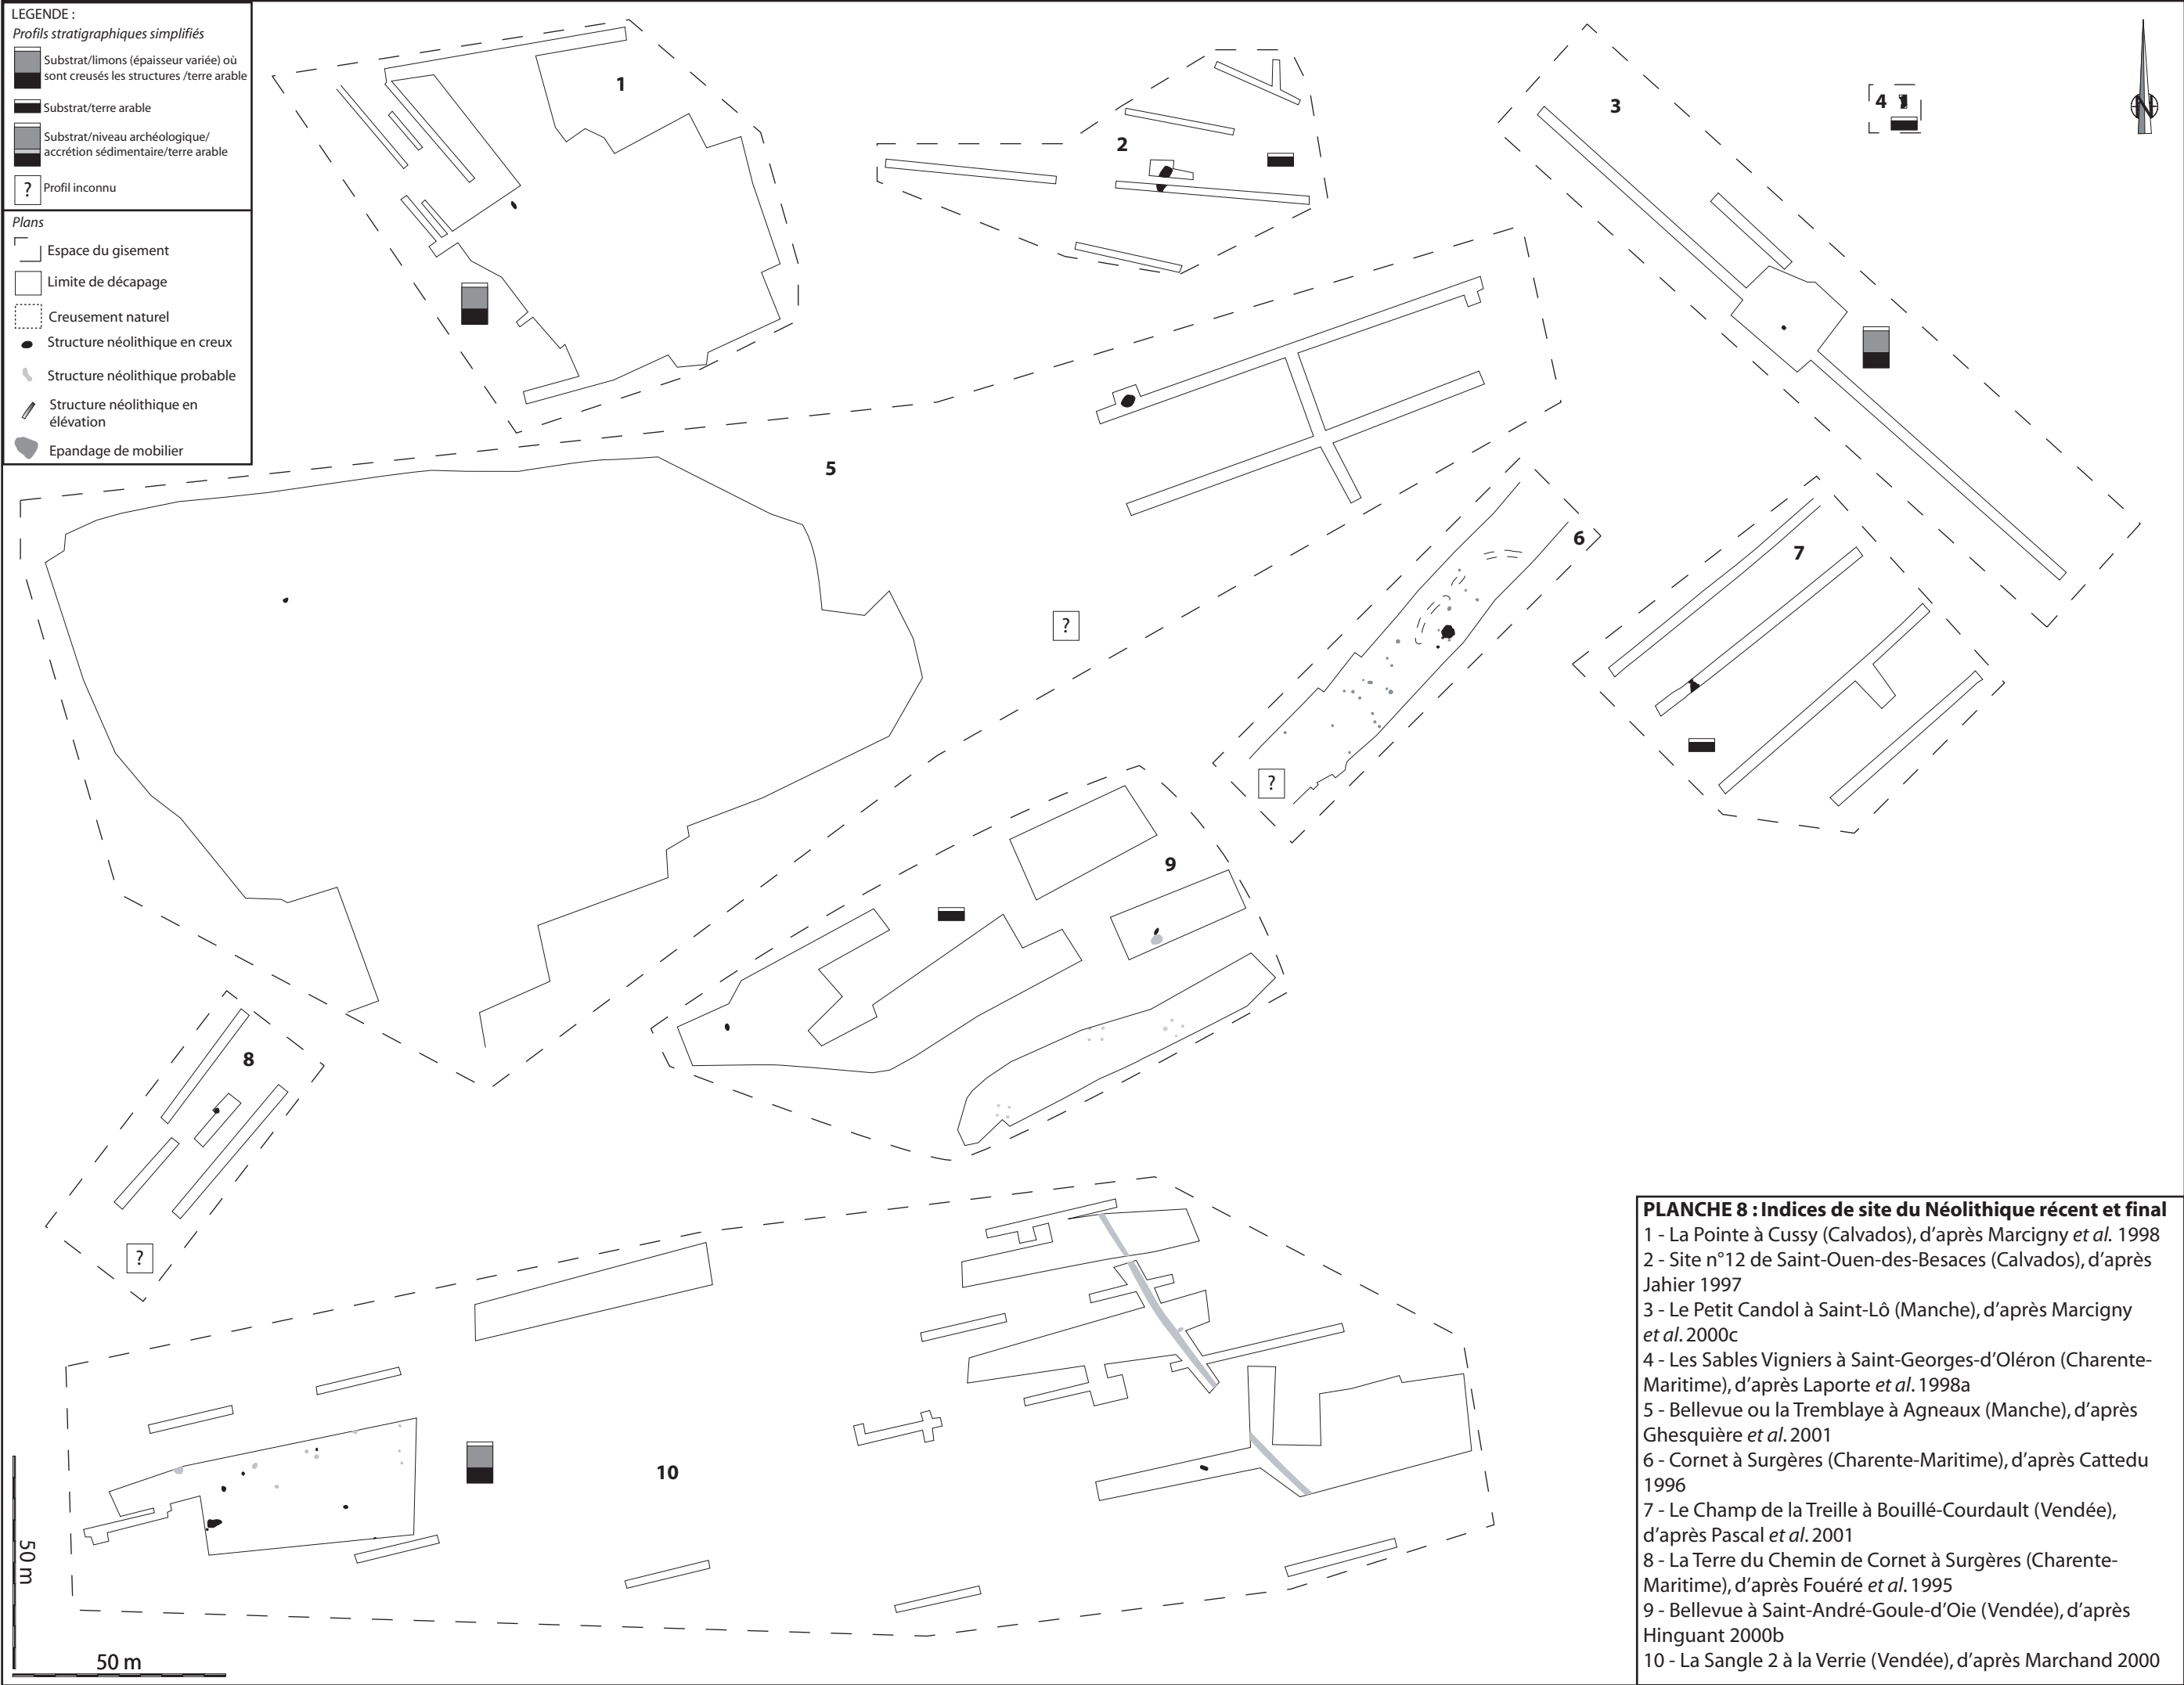 LEGENDE :
Profils stratigraphiques simplifiés
Substrat/limons (épaisseur variée) où
sont creusés les structures /terre arable
Substrat/terre arable
Substrat/niveau archéologique/
accrétion sédimentaire/terre arable
?
Profil inconnu
Plans
Espace du gisement
Limite de décapage
Creusement naturel
Structure néolithique en creux
Structure néolithique probable
Structure néolithique en
élévation
Epandage de mobilier
1
2
3
4
N
5
?
6
?
7
8
?
9
10
50 m
50 m
PLANCHE 8 : Indices de site du Néolithique récent et final
1 - La Pointe à Cussy (Calvados), d'après Marcigny et al. 1998
2 - Site n°12 de Saint-Ouen-des-Besaces (Calvados), d'après
Jahier 1997
3 - Le Petit Candol à Saint-Lô (Manche), d'après Marcigny
et al. 2000c
4 - Les Sables Vigniers à Saint-Georges-d'Oléron (Charente-
Maritime), d'après Laporte et al. 1998a
5 - Bellevue ou la Tremblaye à Agneaux (Manche), d'après
Ghesquière et al. 2001
6 - Cornet à Surgères (Charente-Maritime), d'après Cattedu
1996
7 - Le Champ de la Treille à Bouillé-Courdault (Vendée),
d'après Pascal et al. 2001
8 - La Terre du Chemin de Cornet à Surgères (Charente-
Maritime), d'après Fouéré et al. 1995
9 - Bellevue à Saint-André-Goule-d'Oie (Vendée), d'après
Hinguant 2000b
10 - La Sangle 2 à la Verrie (Vendée), d'après Marchand 2000